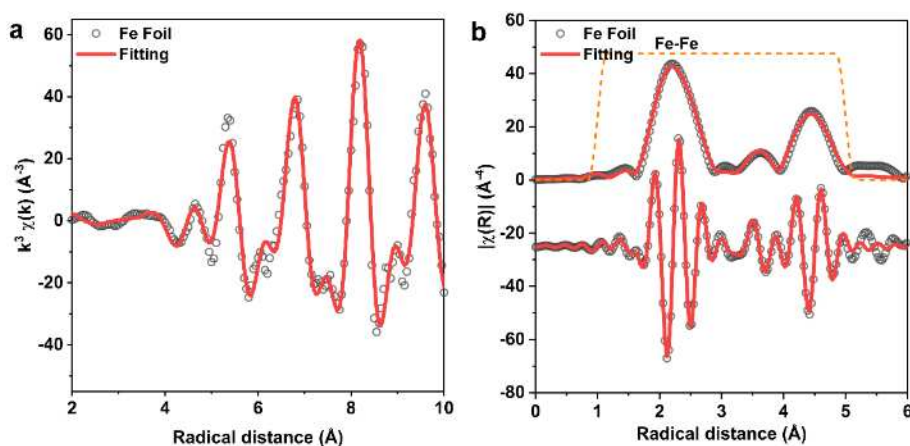 a
Fe Foil
Fitting
k³ χ(k) (Å⁻³)
60
40
20
0
-20
-40
2
4
6
8
10
Radical distance (Å)
b
Fe Foil
Fitting
Fe-Fe
|χ(R)| (Å⁻⁴)
60
40
20
0
-20
-40
-60
-80
0
1
2
3
4
5
6
Radical distance (Å)